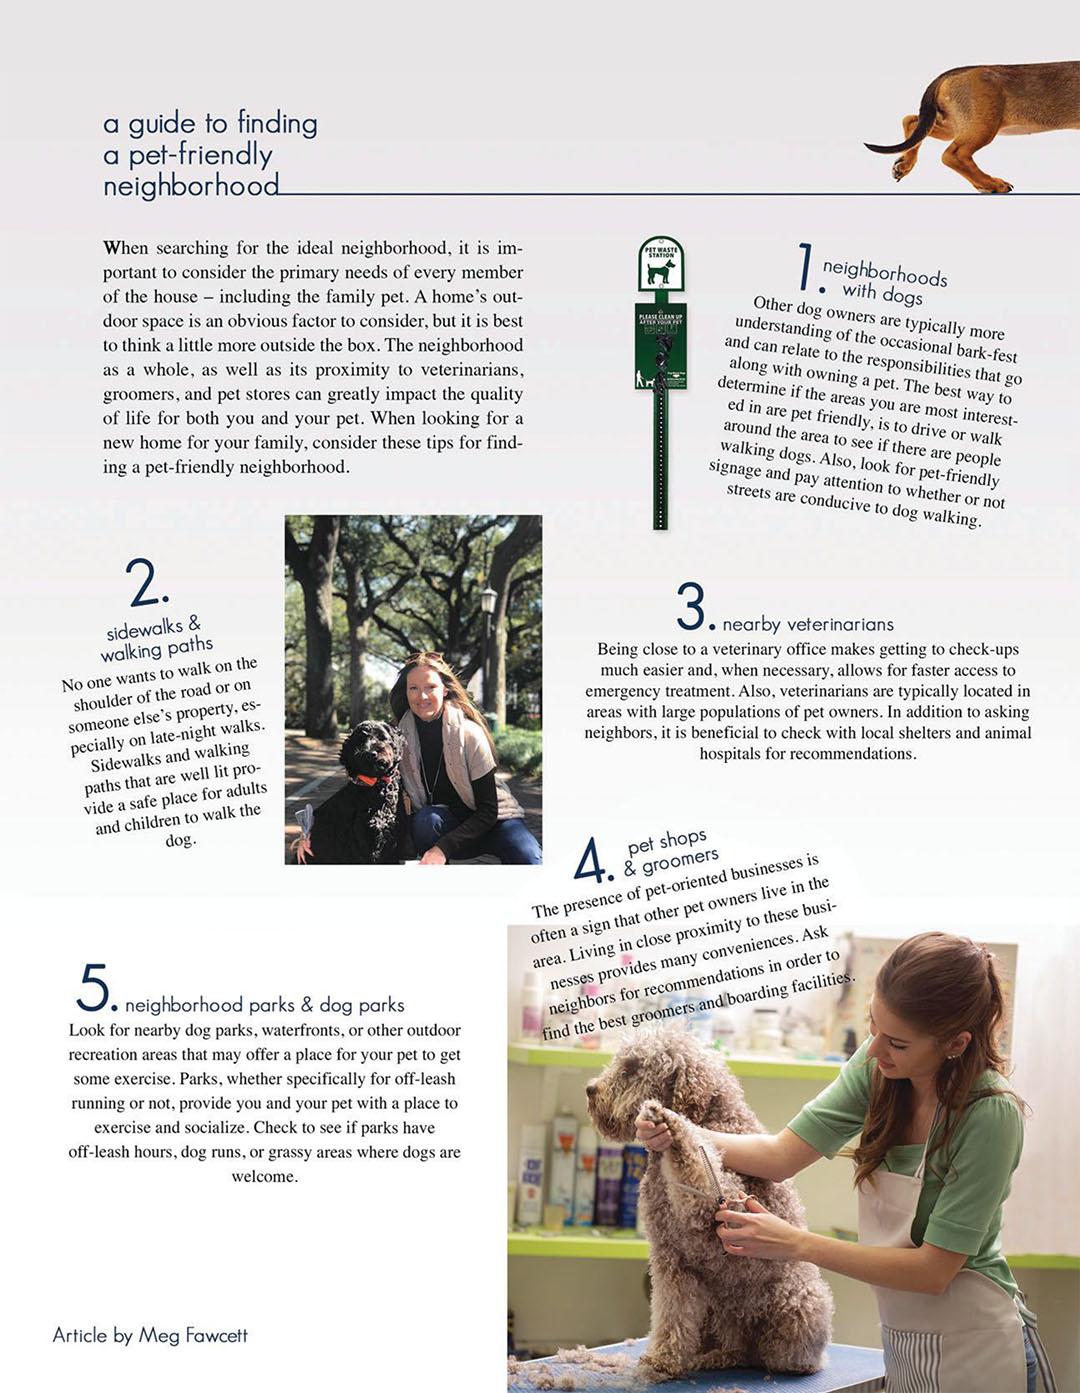 a guide to finding
a pet-friendly
neighborhood
When searching for the ideal neighborhood, it is im-
portant to consider the primary needs of every member
of the house – including the family pet. A home's out-
door space is an obvious factor to consider, but it is best
to think a little more outside the box. The neighborhood
as a whole, as well as its proximity to veterinarians,
groomers, and pet stores can greatly impact the quality
of life for both you and your pet. When looking for a
new home for your family, consider these tips for find-
ing a pet-friendly neighborhood.
PET WASTE
STATION
PLEASE CLEAN UP
AFTER YOUR PET
1. neighborhoods
with dogs
Other dog owners are typically more
understanding of the occasional bark-fest
and can relate to the responsibilities that go
along with owning a pet. The best way to
determine if the areas you are most interest-
ed in are pet friendly, is to drive or walk
around the area to see if there are people
walking dogs. Also, look for pet-friendly
signage and pay attention to whether or not
streets are conducive to dog walking.
2.
sidewalks &
walking paths
No one wants to walk on the
shoulder of the road or on
someone else's property, es-
pecially on late-night walks.
Sidewalks and walking
paths that are well lit pro-
vide a safe place for adults
and children to walk the
dog.
3. nearby veterinarians
Being close to a veterinary office makes getting to check-ups
much easier and, when necessary, allows for faster access to
emergency treatment. Also, veterinarians are typically located in
areas with large populations of pet owners. In addition to asking
neighbors, it is beneficial to check with local shelters and animal
hospitals for recommendations.
4. pet shops
& groomers
The presence of pet-oriented businesses is
often a sign that other pet owners live in the
area. Living in close proximity to these busi-
nesses provides many conveniences. Ask
neighbors for recommendations in order to
find the best groomers and boarding facilities.
5. neighborhood parks & dog parks
Look for nearby dog parks, waterfronts, or other outdoor
recreation areas that may offer a place for your pet to get
some exercise. Parks, whether specifically for off-leash
running or not, provide you and your pet with a place to
exercise and socialize. Check to see if parks have
off-leash hours, dog runs, or grassy areas where dogs are
welcome.
Article by Meg Fawcett